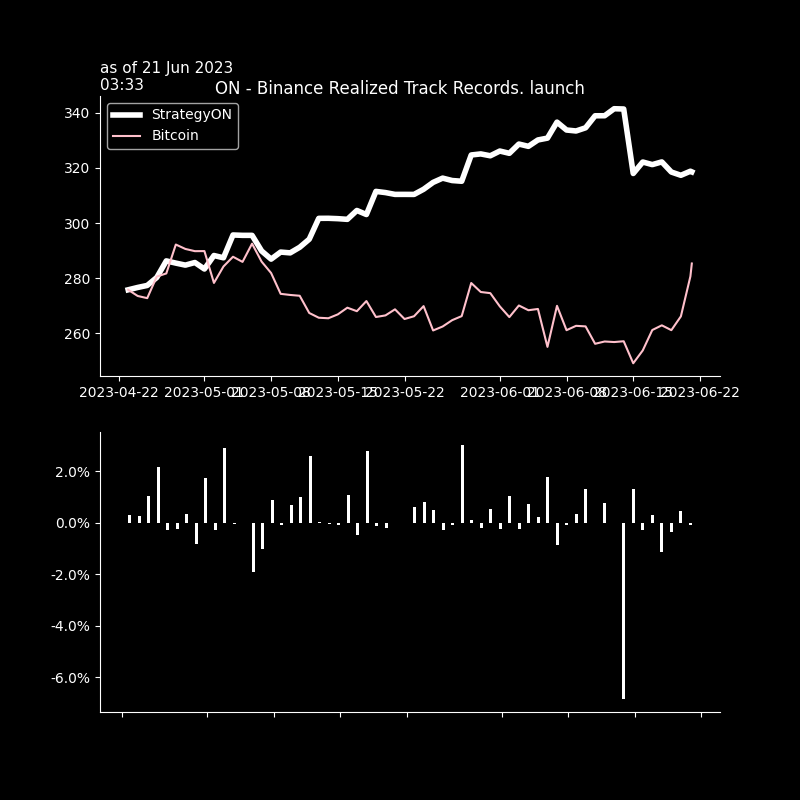 as of 21 Jun 2023
03:33
ON - Binance Realized Track Records. launch
StrategyON
Bitcoin
340
320
300
280
260
2023-04-22 2023-05-01 2023-05-08 2023-05-15 2023-05-22 2023-06-01 2023-06-08 2023-06-15 2023-06-22
2.0%
0.0%
-2.0%
-4.0%
-6.0%